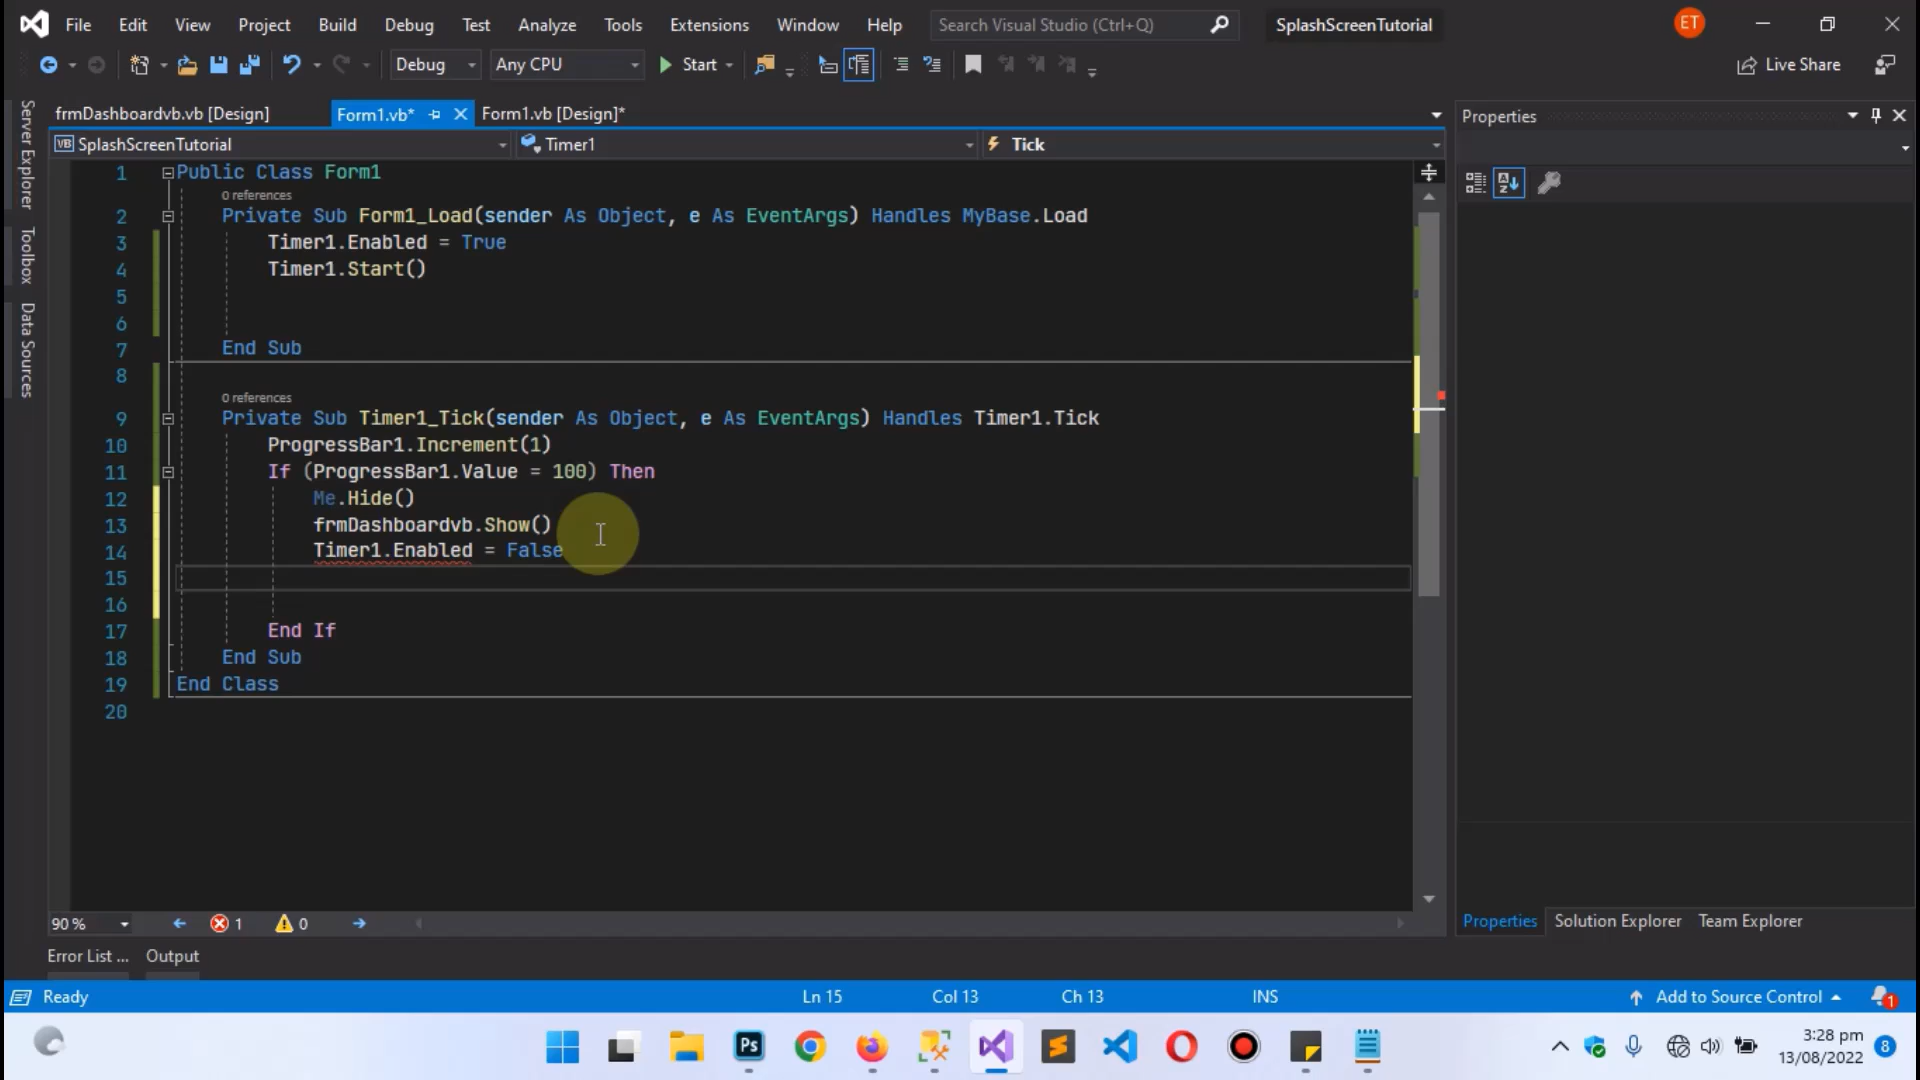 File Edit View Project Build Debug Test Analyze Tools Extensions Window Help Search Visual Studio (Ctrl+Q) SplashScreenTutorial ET
Debug Any CPU Start Live Share
frmDashboardvb.vb [Design] Form1.vb* Form1.vb [Design]*
SplashScreenTutorial Timer1 Tick
Server Explorer
Toolbox
Data Sources
1 Public Class Form1
0 references
2 Private Sub Form1_Load(sender As Object, e As EventArgs) Handles MyBase.Load
3 Timer1.Enabled = True
4 Timer1.Start()
5
6
7 End Sub
8
0 references
9 Private Sub Timer1_Tick(sender As Object, e As EventArgs) Handles Timer1.Tick
10 ProgressBar1.Increment(1)
11 If (ProgressBar1.Value = 100) Then
12 Me.Hide()
13 frmDashboardvb.Show()
14 Timer1.Enabled = False
15
16
17 End If
18 End Sub
19 End Class
20
90 % 1 0
Properties
Properties Solution Explorer Team Explorer
Error List ... Output
Ready Ln 15 Col 13 Ch 13 INS Add to Source Control 1
Ps
3:28 pm
13/08/2022
8